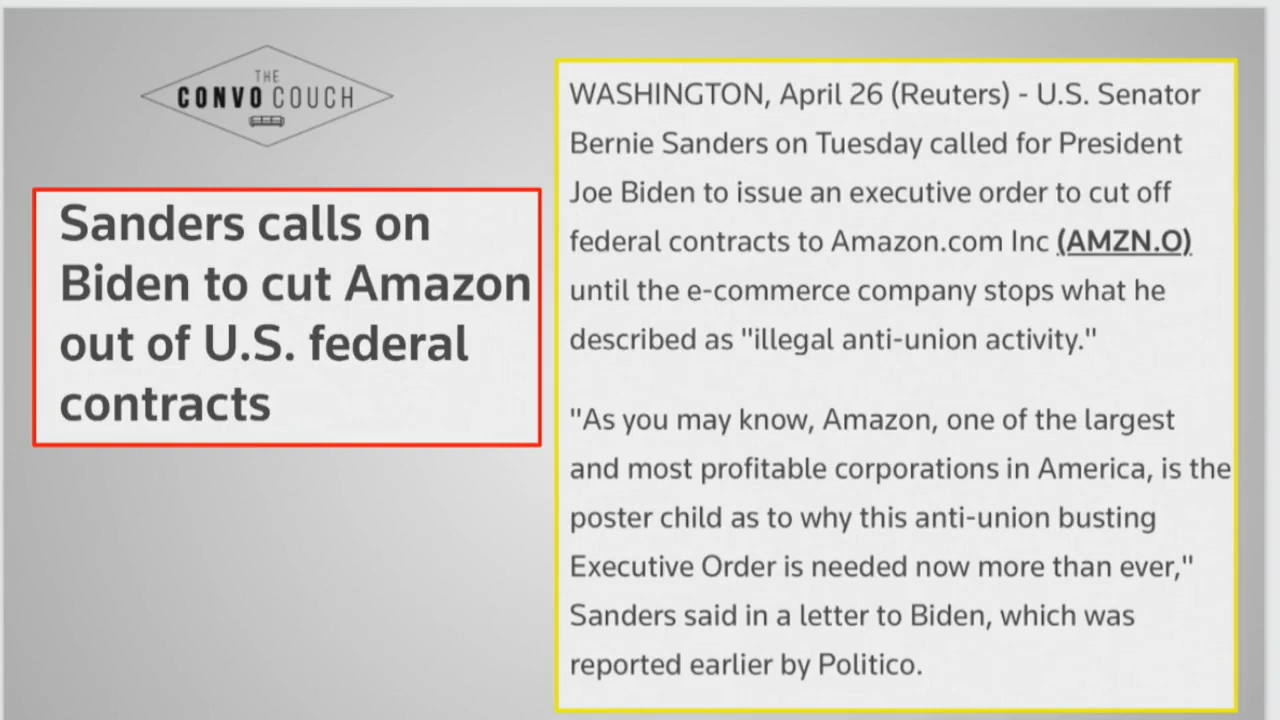 THE
CONVO COUCH
Sanders calls on
Biden to cut Amazon
out of U.S. federal
contracts
WASHINGTON, April 26 (Reuters) - U.S. Senator
Bernie Sanders on Tuesday called for President
Joe Biden to issue an executive order to cut off
federal contracts to Amazon.com Inc (AMZN.O)
until the e-commerce company stops what he
described as "illegal anti-union activity."
"As you may know, Amazon, one of the largest
and most profitable corporations in America, is the
poster child as to why this anti-union busting
Executive Order is needed now more than ever,"
Sanders said in a letter to Biden, which was
reported earlier by Politico.